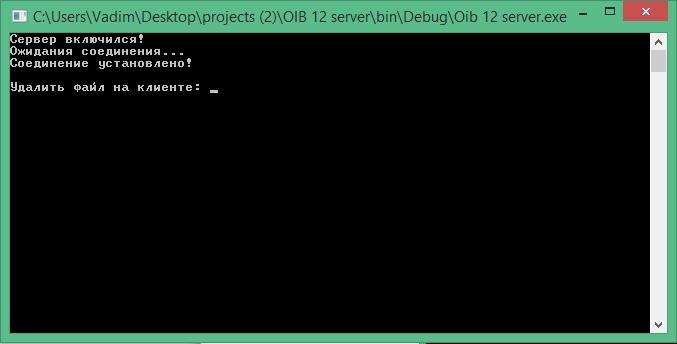 C:\Users\Vadim\Desktop\projects (2)\OIB 12 server\bin\Debug\Oib 12 server.exe
Сервер включился!
Ожидания соединения...
Соединение установлено!
Удалить файл на клиенте: _